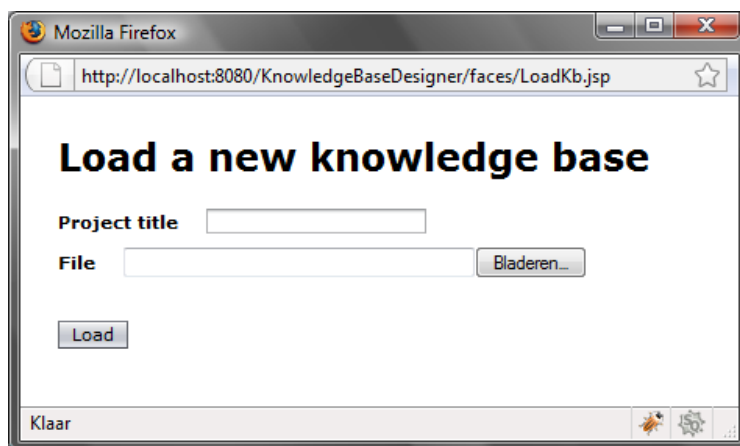 Mozilla Firefox
http://localhost:8080/KnowledgeBaseDesigner/faces/LoadKb.jsp
Load a new knowledge base
Project title
File Bladeren...
Load
Klaar